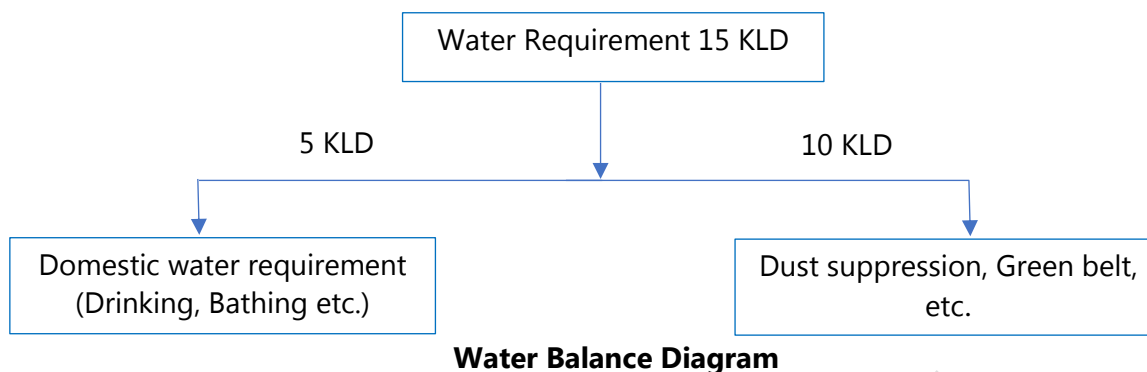 Water Requirement 15 KLD
5 KLD
10 KLD
Domestic water requirement
(Drinking, Bathing etc.)
Dust suppression, Green belt,
etc.
Water Balance Diagram